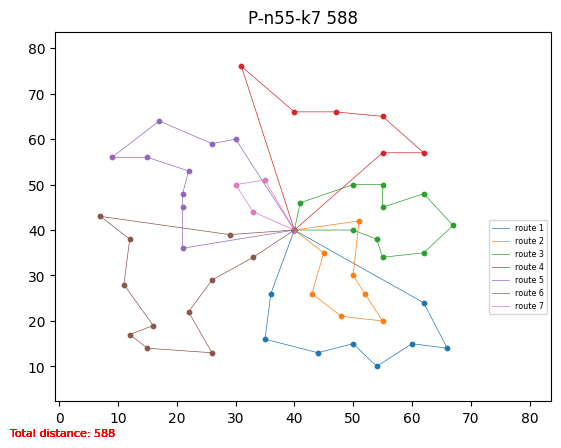 P-n55-k7 588
80
70
60
50
40
30
20
10
route 1
route 2
route 3
route 4
route 5
route 6
route 7
0 10 20 30 40 50 60 70 80
Total distance: 588